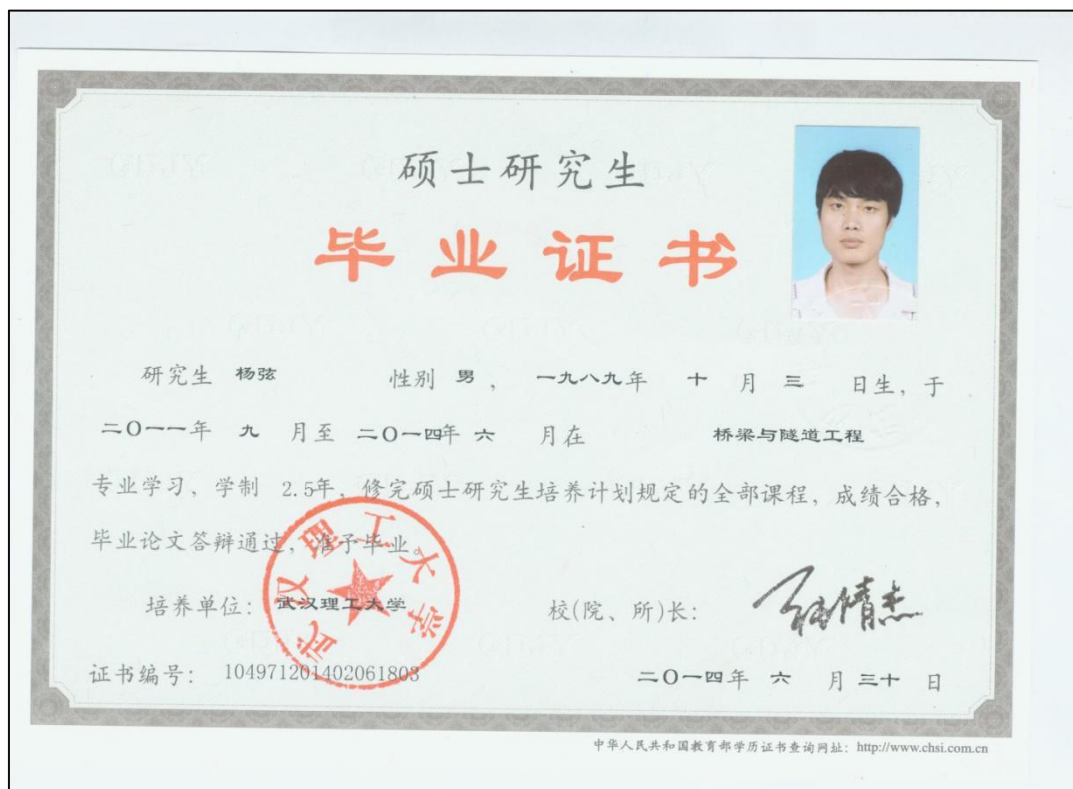 硕士研究生
毕业证书
研究生 杨弦 性别 男, 一九八九年 十 月 三 日生, 于
二〇一一年 九 月至 二〇一四年 六 月在 桥梁与隧道工程
专业学习, 学制 2.5年, 修完硕士研究生培养计划规定的全部课程, 成绩合格,
毕业论文答辩通过, 准予毕业。
培养单位: 武汉理工大学 校(院、所)长:
武汉理工大学
证书编号: 104971201402061803 二〇一四年 六 月 三十 日
中华人民共和国教育部学历证书查询网址: http://www.chsi.com.cn